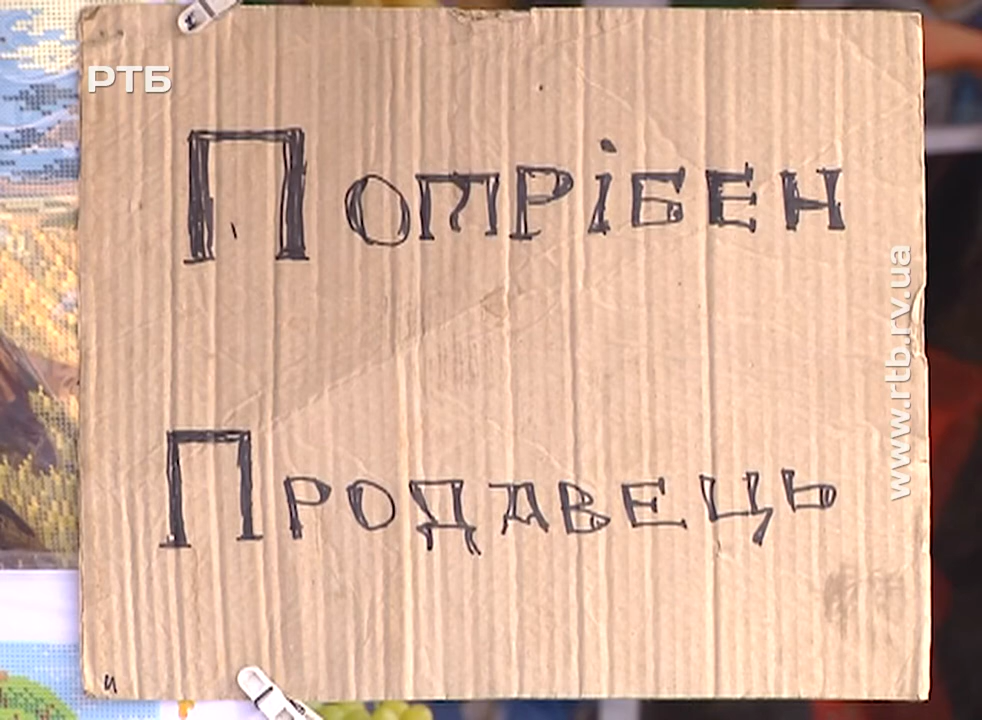 РТБ
Потрібен
Продавець
www.rtb.rv.ua
и